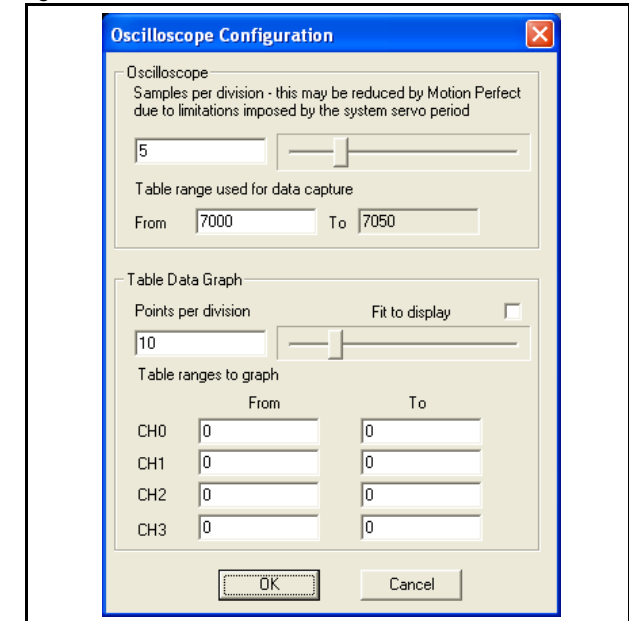 Oscilloscope Configuration
Oscilloscope
Samples per division - this may be reduced by Motion Perfect
due to limitations imposed by the system servo period
5
Table range used for data capture
From 7000 To 7050
Table Data Graph
Points per division Fit to display
10
Table ranges to graph
From To
CH0 0 0
CH1 0 0
CH2 0 0
CH3 0 0
OK Cancel